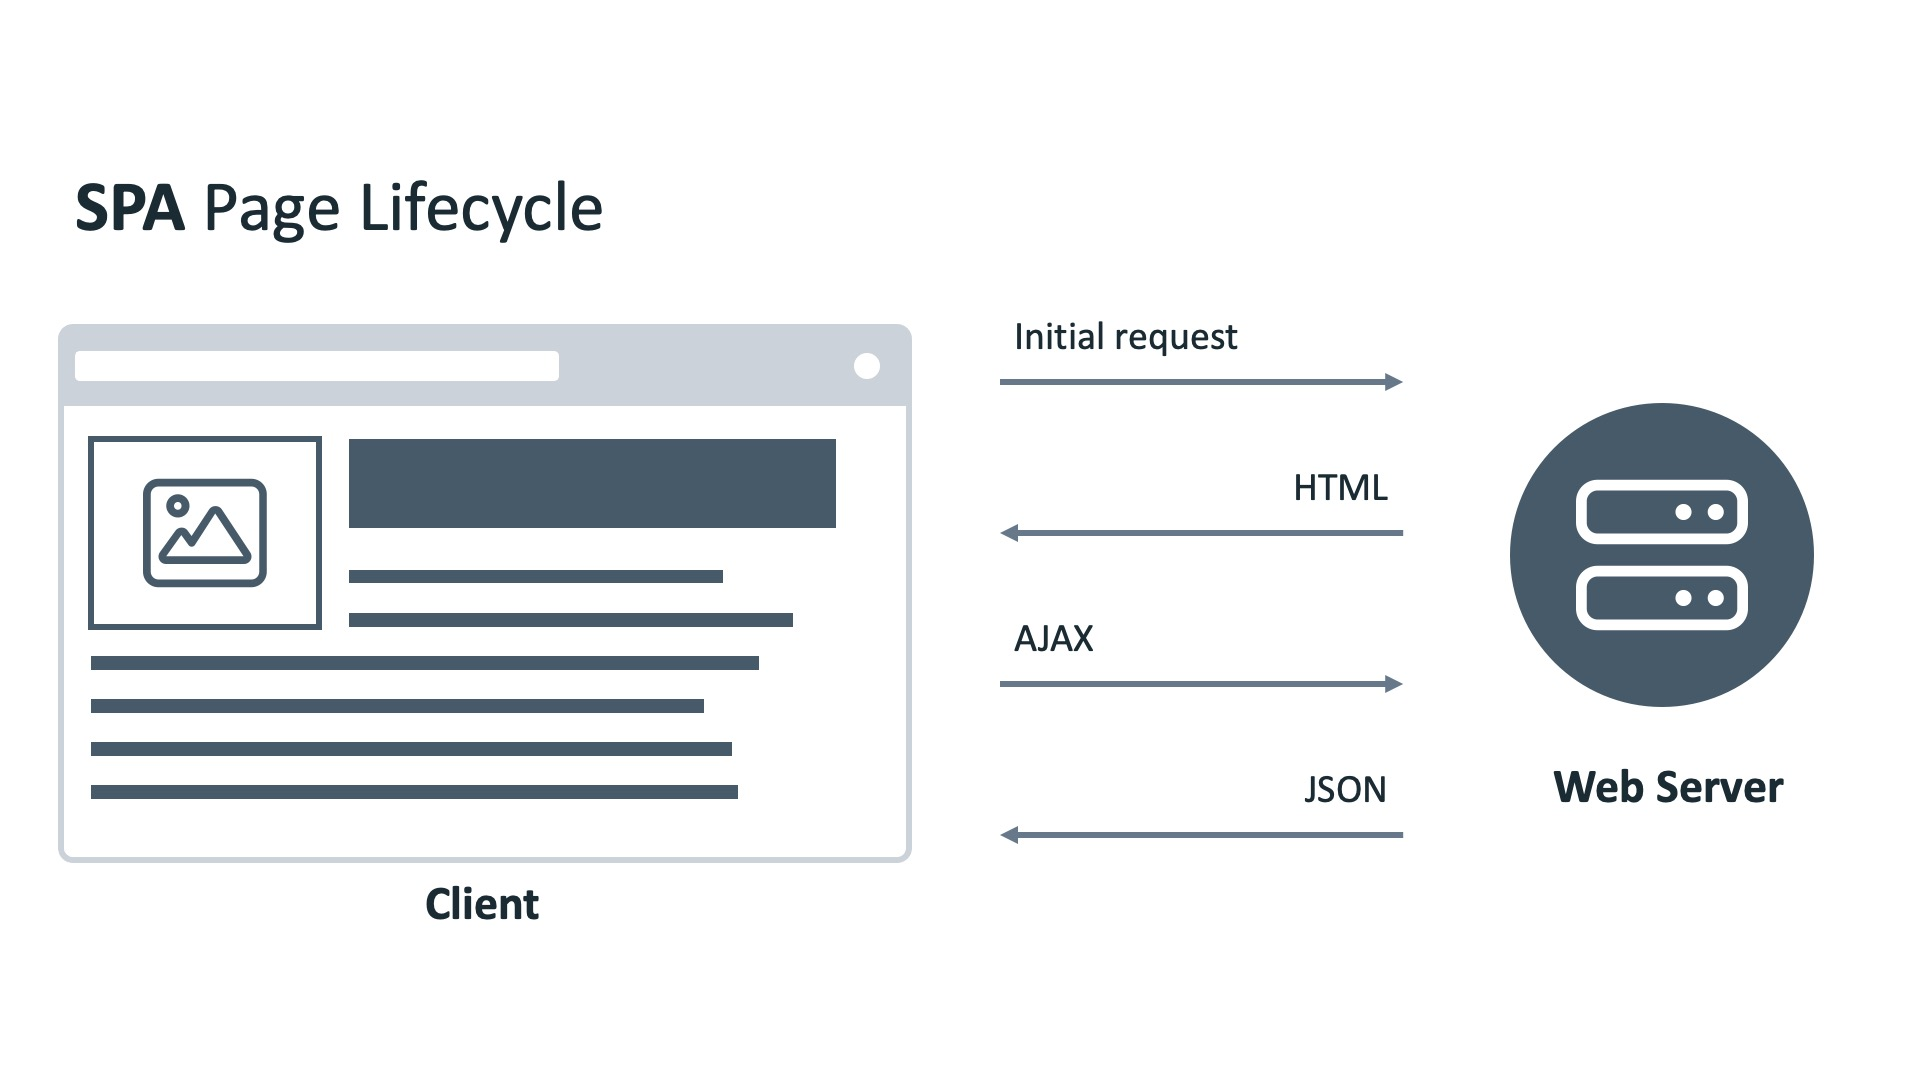 SPA Page Lifecycle
Initial request
HTML
AJAX
JSON
Web Server
Client